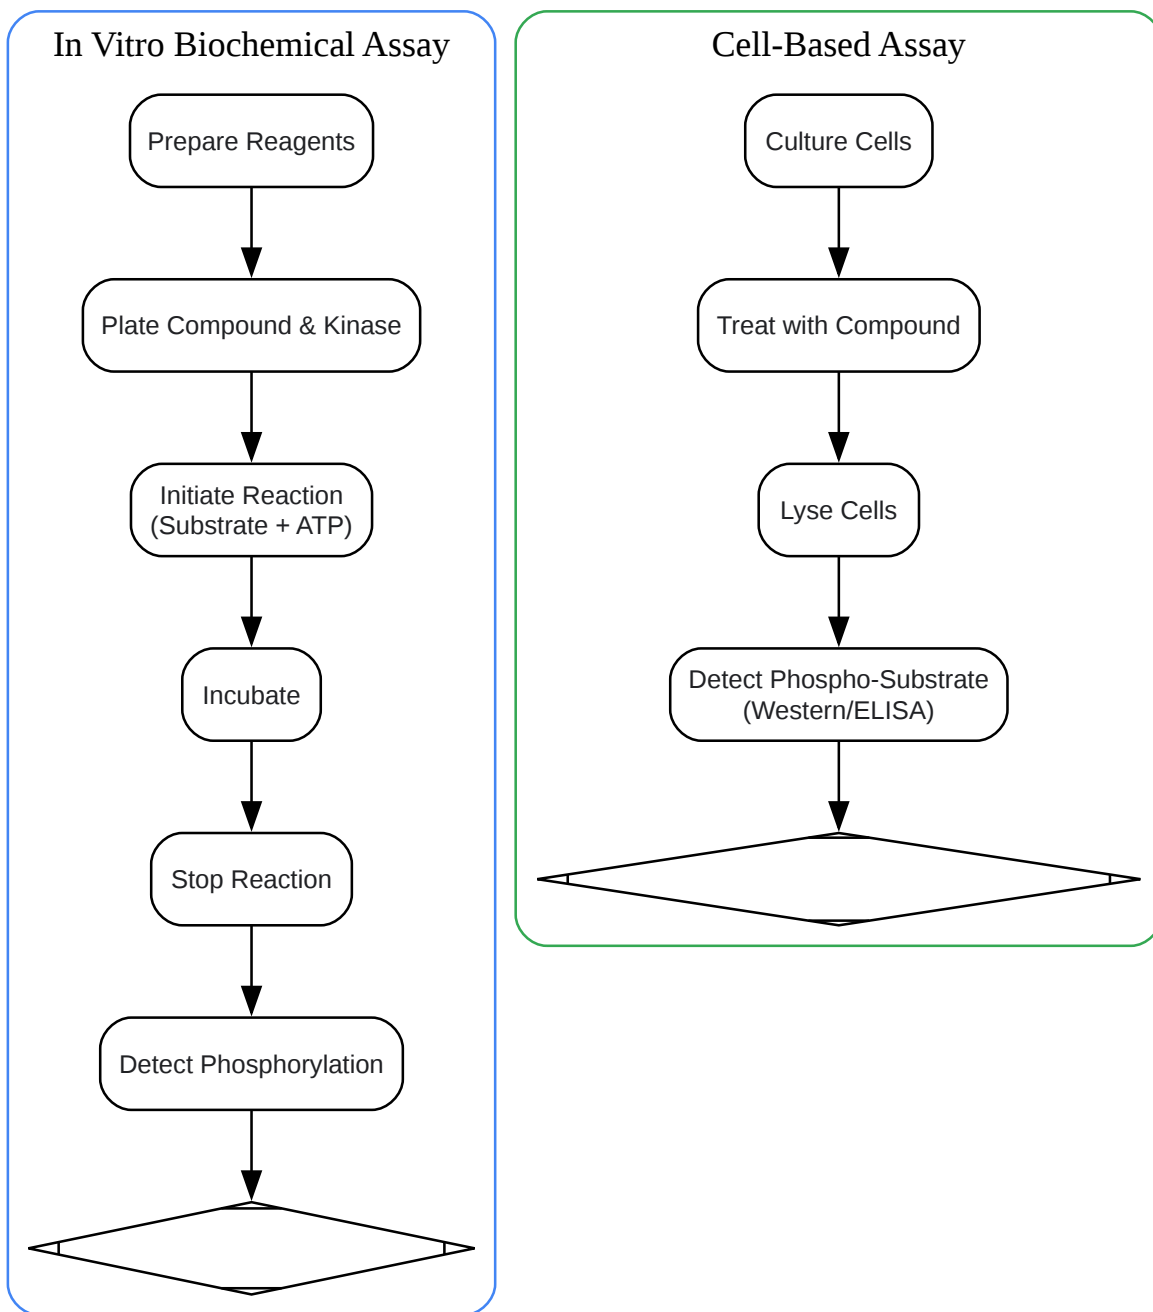 In Vitro Biochemical Assay
Prepare Reagents
Plate Compound & Kinase
Initiate Reaction
(Substrate + ATP)
Incubate
Stop Reaction
Detect Phosphorylation
Cell-Based Assay
Culture Cells
Treat with Compound
Lyse Cells
Detect Phospho-Substrate
(Western/ELISA)